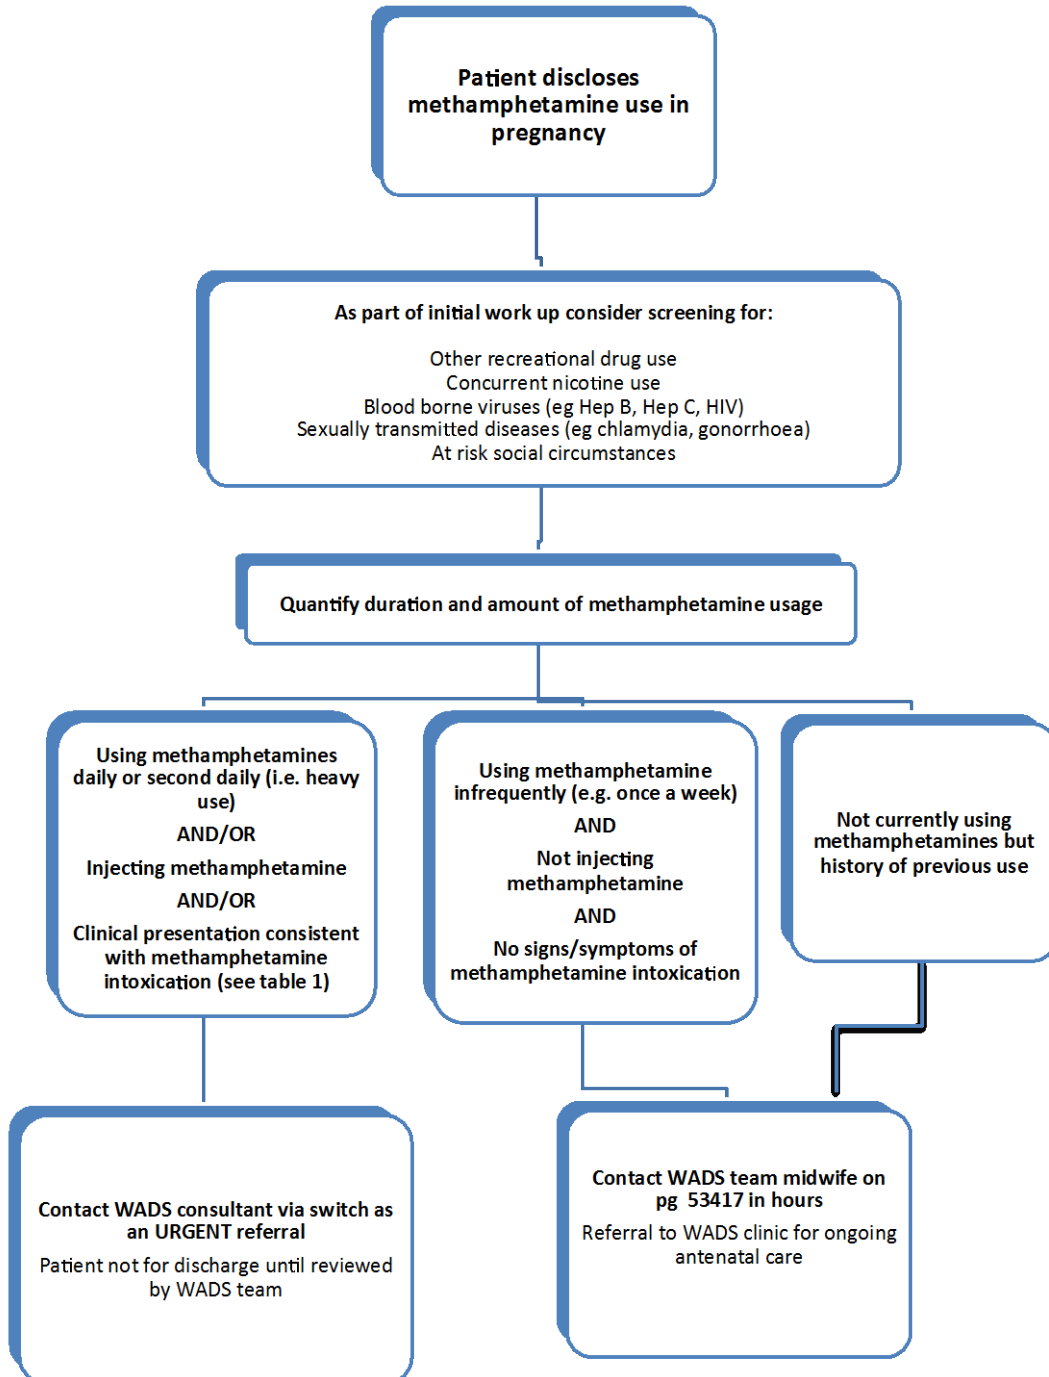 Patient discloses
methamphetamine use in
pregnancy
As part of initial work up consider screening for:
Other recreational drug use
Concurrent nicotine use
Blood borne viruses (eg Hep B, Hep C, HIV)
Sexually transmitted diseases (eg chlamydia, gonorrhoea)
At risk social circumstances
Quantify duration and amount of methamphetamine usage
Using methamphetamines
daily or second daily (i.e. heavy
use)
AND/OR
Injecting methamphetamine
AND/OR
Clinical presentation consistent
with methamphetamine
intoxication (see table 1)
Using methamphetamine
infrequently (e.g. once a week)
AND
Not injecting
methamphetamine
AND
No signs/symptoms of
methamphetamine intoxication
Not currently using
methamphetamines but
history of previous use
Contact WADS consultant via switch as
an URGENT referral
Patient not for discharge until reviewed
by WADS team
Contact WADS team midwife on
pg 53417 in hours
Referral to WADS clinic for ongoing
antenatal care